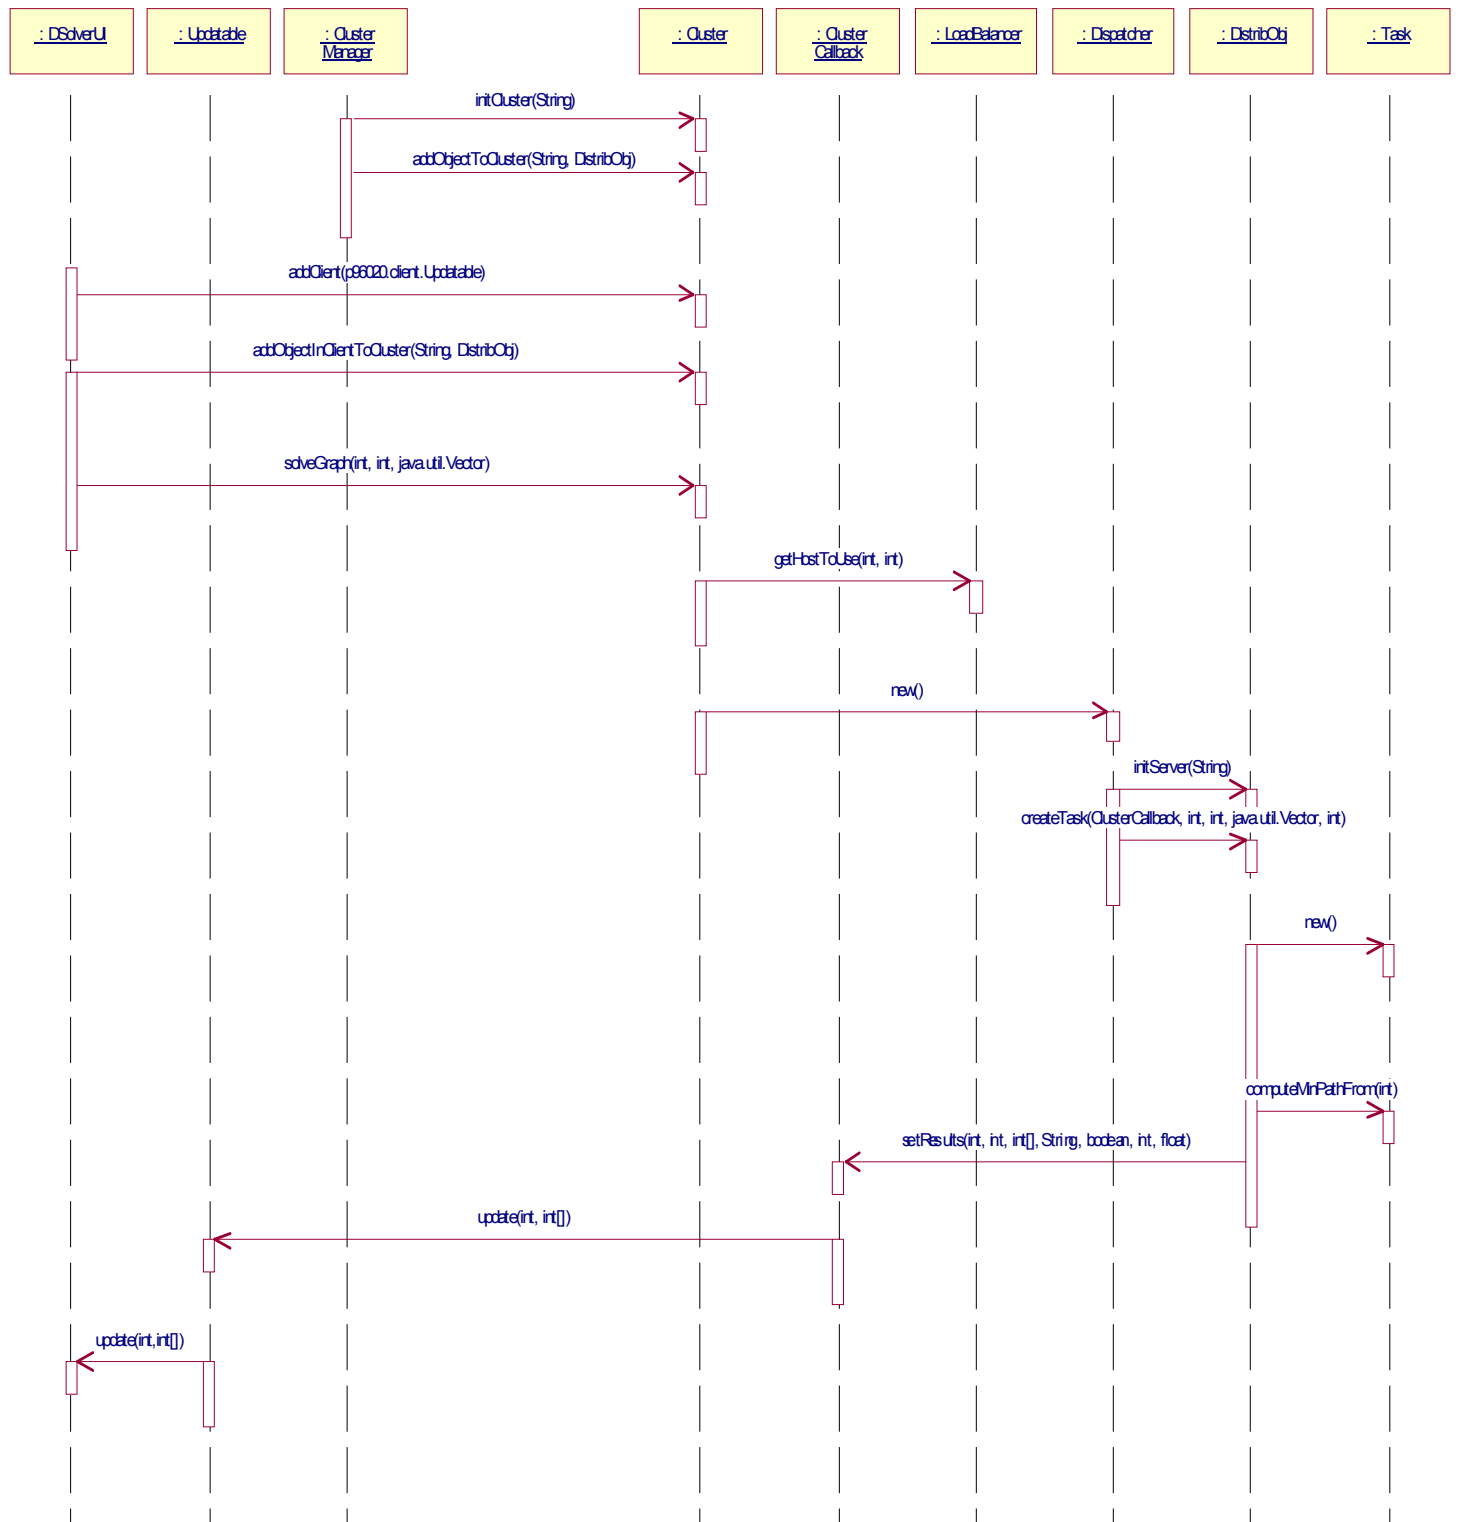 : DSolverUI
: Updatable
: Cluster
Manager
: Cluster
: Cluster
Callback
: LoadBalancer
: Dispatcher
: DistribObj
: Task
initCluster(String)
addObjectToCluster(String, DistribObj)
addClient(p96020.client.Updatable)
addObjectInClientToCluster(String, DistribObj)
solveGraph(int, int, java.util.Vector)
getHostToUse(int, int)
new()
initServer(String)
createTask(ClusterCallback, int, int, java.util.Vector, int)
new()
computeMinPathFrom(int)
setResults(int, int, int[], String, boolean, int, float)
update(int, int[])
update(int,int[])